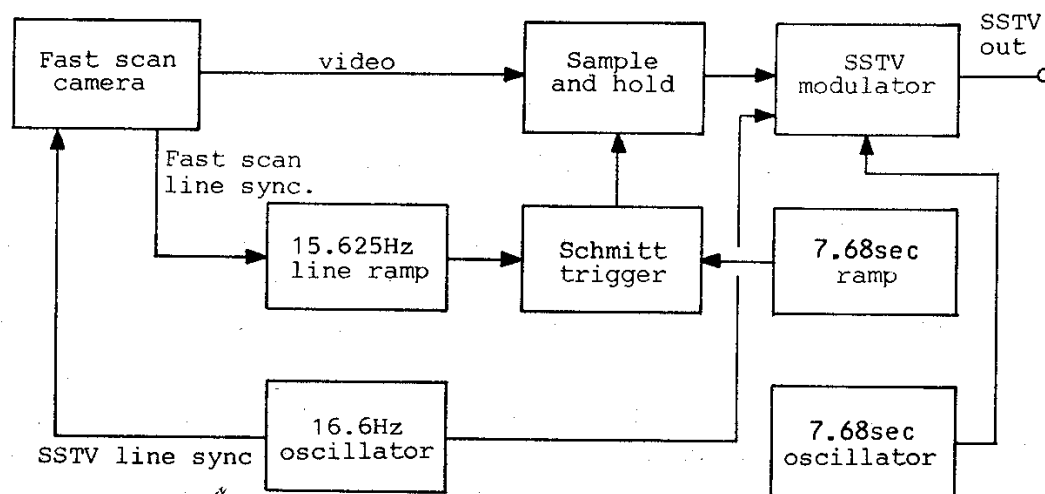 Fast scan
camera
video
Sample
and hold
SSTV
modulator
SSTV
out
Fast scan
line sync.
15.625Hz
line ramp
Schmitt
trigger
7.68sec
ramp
SSTV line sync
16.6Hz
oscillator
7.68sec
oscillator